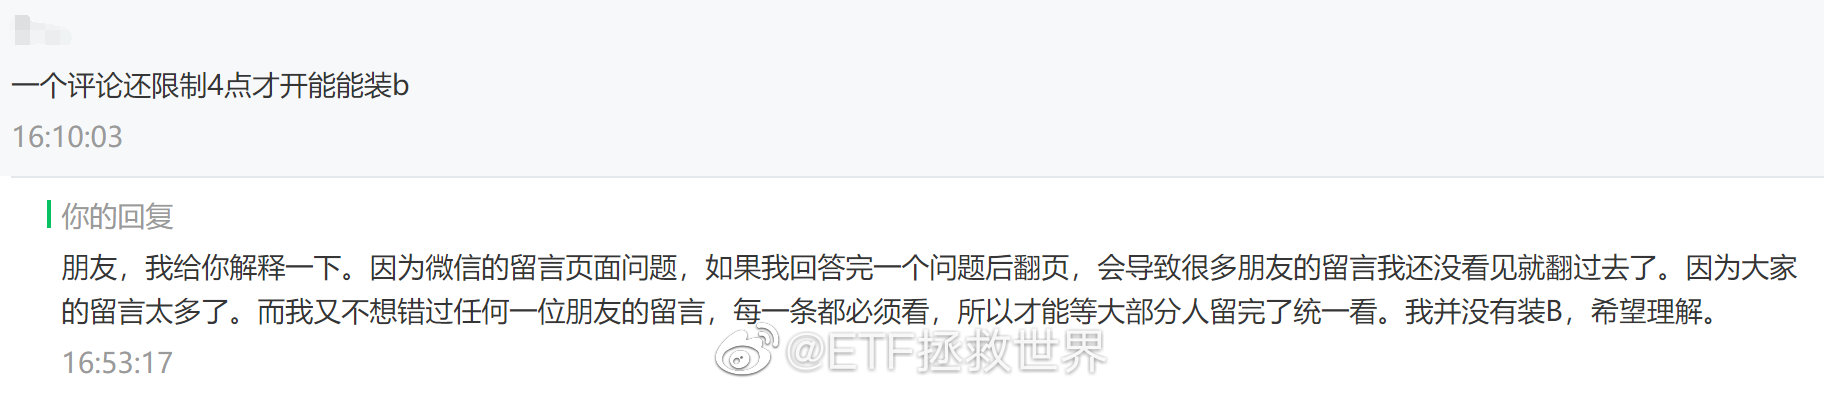 一个评论还限制4点才开能能装b
16:10:03
你的回复
朋友，我给你解释一下。因为微信的留言页面问题，如果我回答完一个问题后翻页，会导致很多朋友的留言我还没看见就翻过去了。因为大家
的留言太多了。而我又不想错过任何一位朋友的留言，每一条都必须看，所以才能等大部分人留完了统一看。我并没有装B，希望理解。
@ETF拯救世界
16:53:17